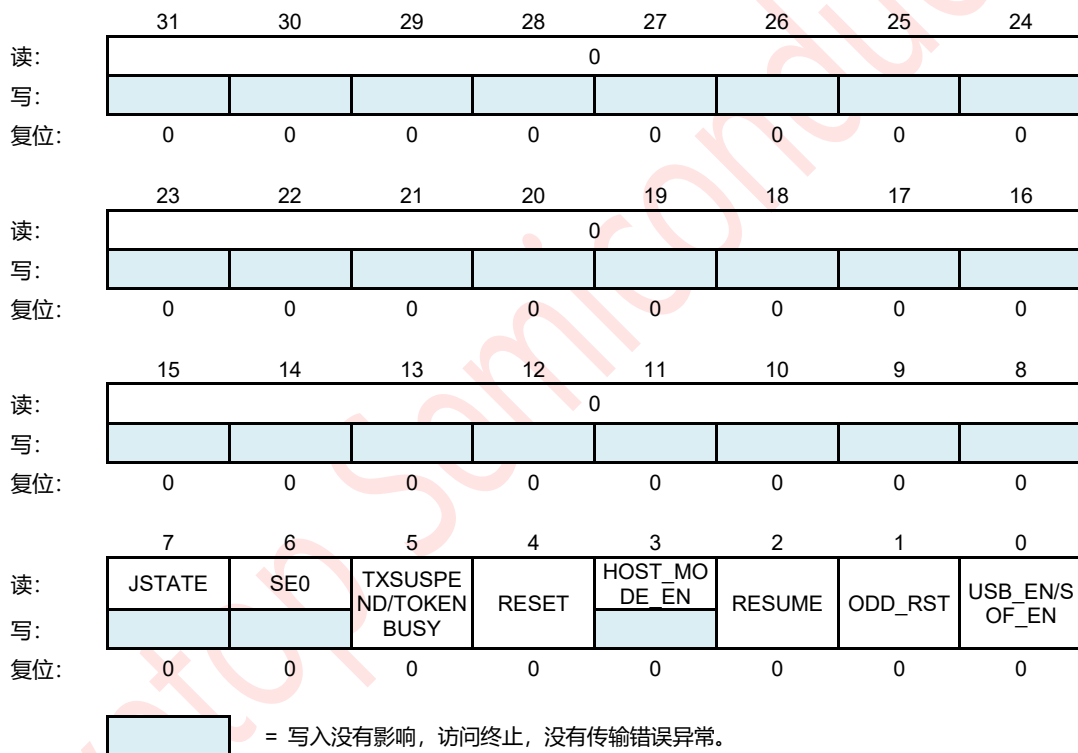 31 30 29 28 27 26 25 24
读: 0
写:
复位: 0 0 0 0 0 0 0 0
23 22 21 20 19 18 17 16
读: 0
写:
复位: 0 0 0 0 0 0 0 0
15 14 13 12 11 10 9 8
读: 0
写:
复位: 0 0 0 0 0 0 0 0
7 6 5 4 3 2 1 0
读: JSTATE SE0 TXSUSPE ND/TOKEN BUSY RESET HOST_MO DE_EN RESUME ODD_RST USB_EN/S OF_EN
写:
复位: 0 0 0 0 0 0 0 0
= 写入没有影响，访问终止，没有传输错误异常。